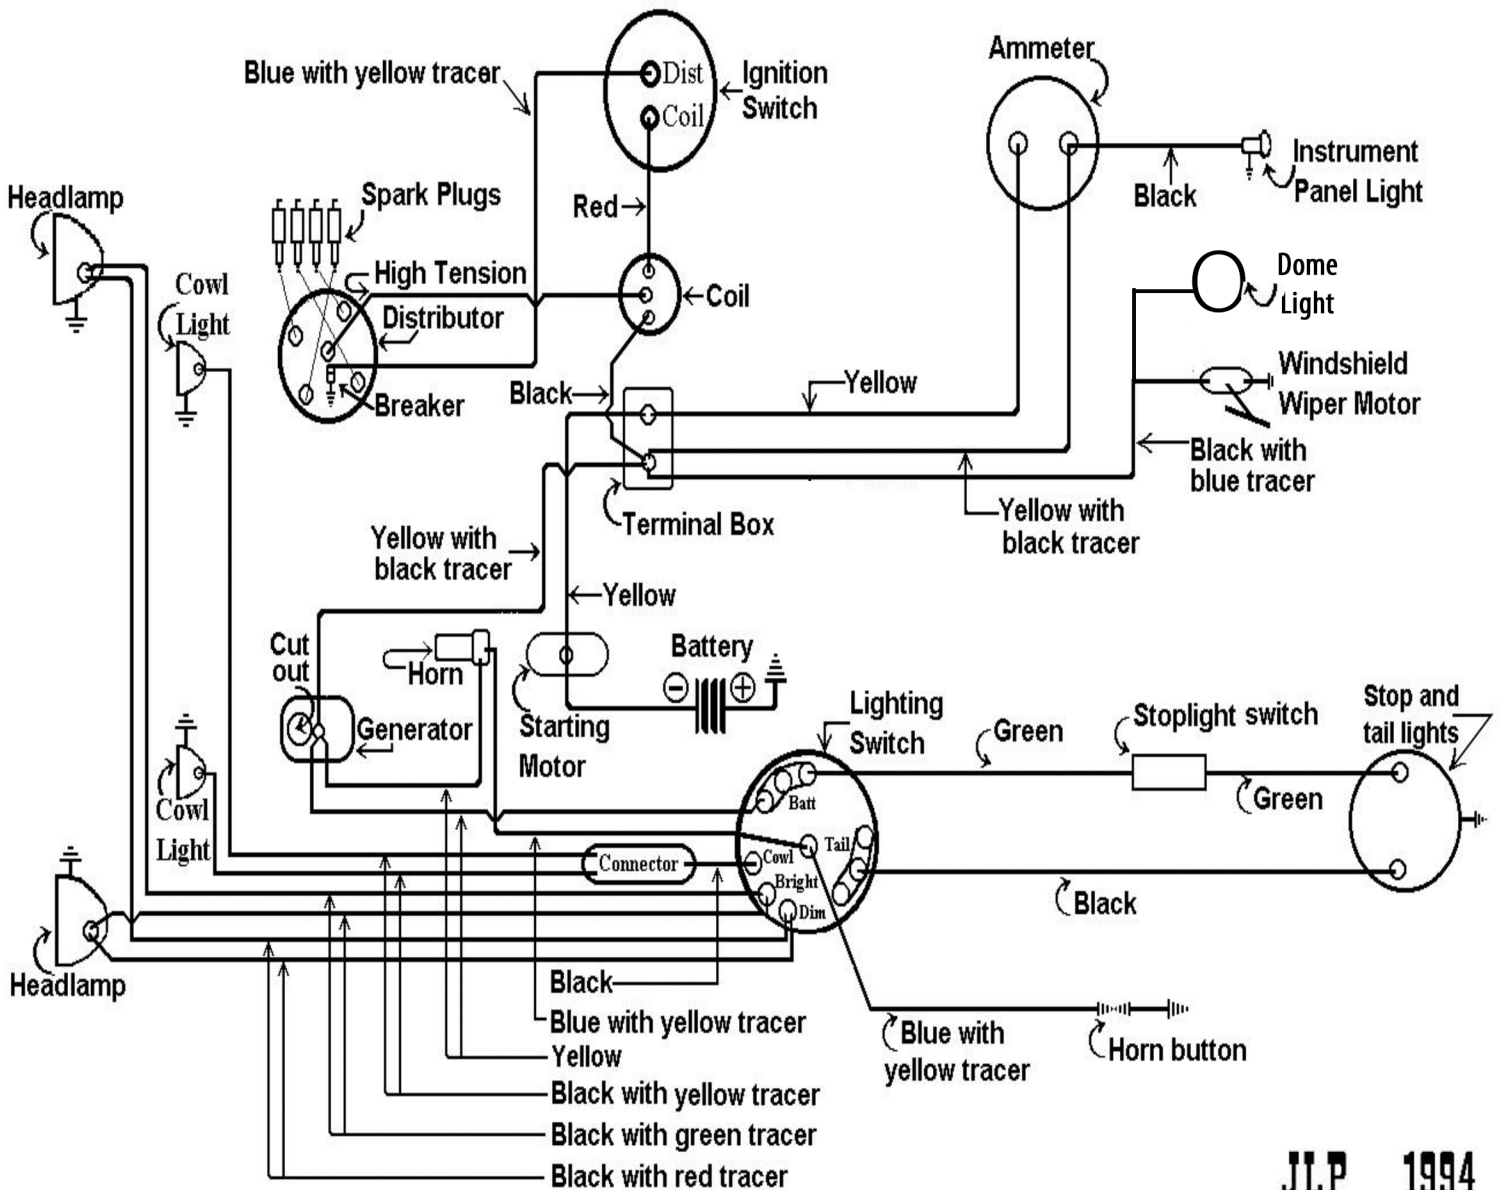 Blue with yellow tracer
Dist
Coil
Ignition
Switch
Ammeter
Instrument
Panel Light
Black
Headlamp
Spark Plugs
Red
Cowl
Light
High Tension
Distributor
Coil
Dome
Light
Breaker
Black
Yellow
Windshield
Wiper Motor
Black with
blue tracer
Terminal Box
Yellow with
black tracer
Yellow with
black tracer
Yellow
Cut
out
Horn
Battery
− +
Generator
Starting
Motor
Lighting
Switch
Green
Stoplight switch
Stop and
tail lights
Green
Cowl
Light
Connector
Batt
Tail
Cowl
Bright
Dim
Black
Headlamp
Black
Blue with yellow tracer
Yellow
Black with yellow tracer
Black with green tracer
Black with red tracer
Blue with
yellow tracer
Horn button
JLP 1994